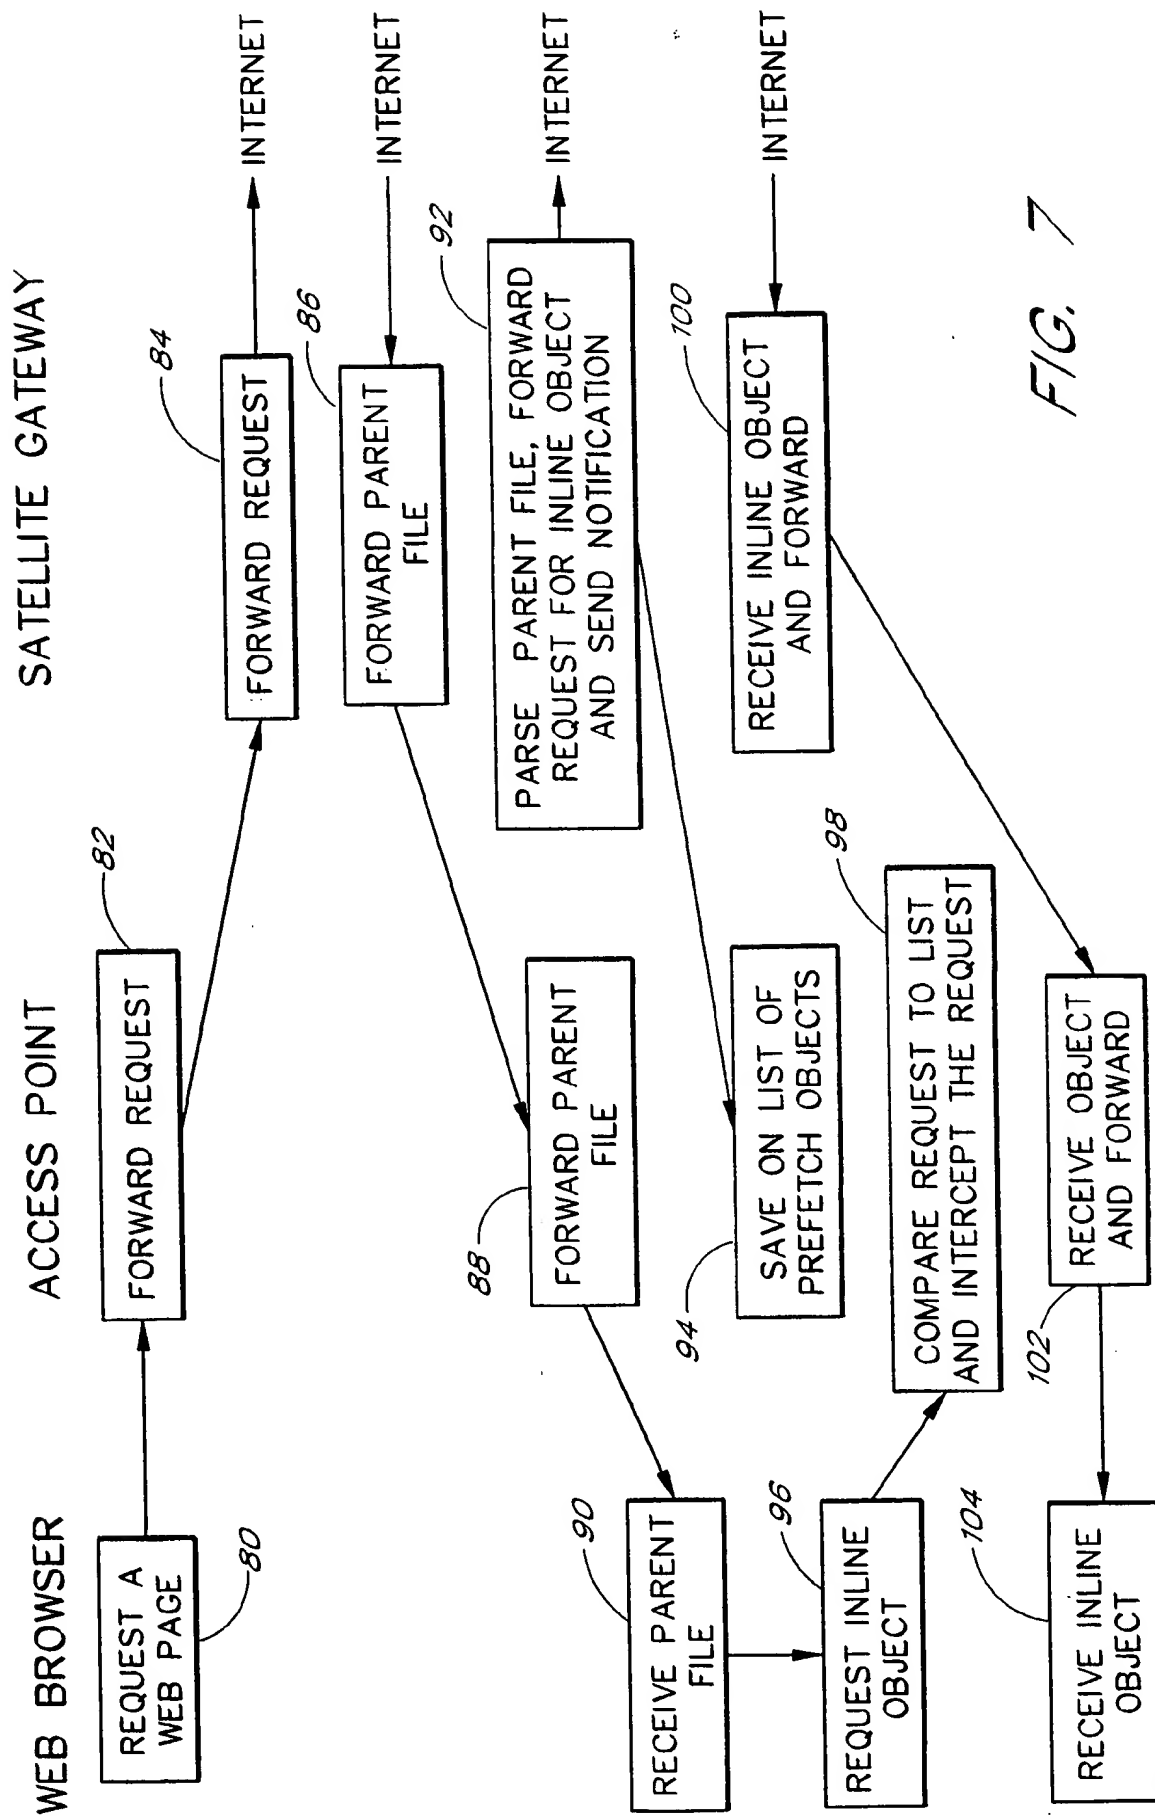 WEB BROWSER
ACCESS POINT
SATELLITE GATEWAY
REQUEST A
WEB PAGE
80
FORWARD REQUEST
82
FORWARD REQUEST
84
INTERNET
FORWARD PARENT
FILE
86
INTERNET
FORWARD PARENT
FILE
88
RECEIVE PARENT
FILE
90
PARSE PARENT FILE, FORWARD
REQUEST FOR INLINE OBJECT
AND SEND NOTIFICATION
92
INTERNET
SAVE ON LIST OF
PREFETCH OBJECTS
94
REQUEST INLINE
OBJECT
96
COMPARE REQUEST TO LIST
AND INTERCEPT THE REQUEST
98
RECEIVE INLINE OBJECT
AND FORWARD
100
INTERNET
RECEIVE OBJECT
AND FORWARD
102
RECEIVE INLINE
OBJECT
104
FIG. 7